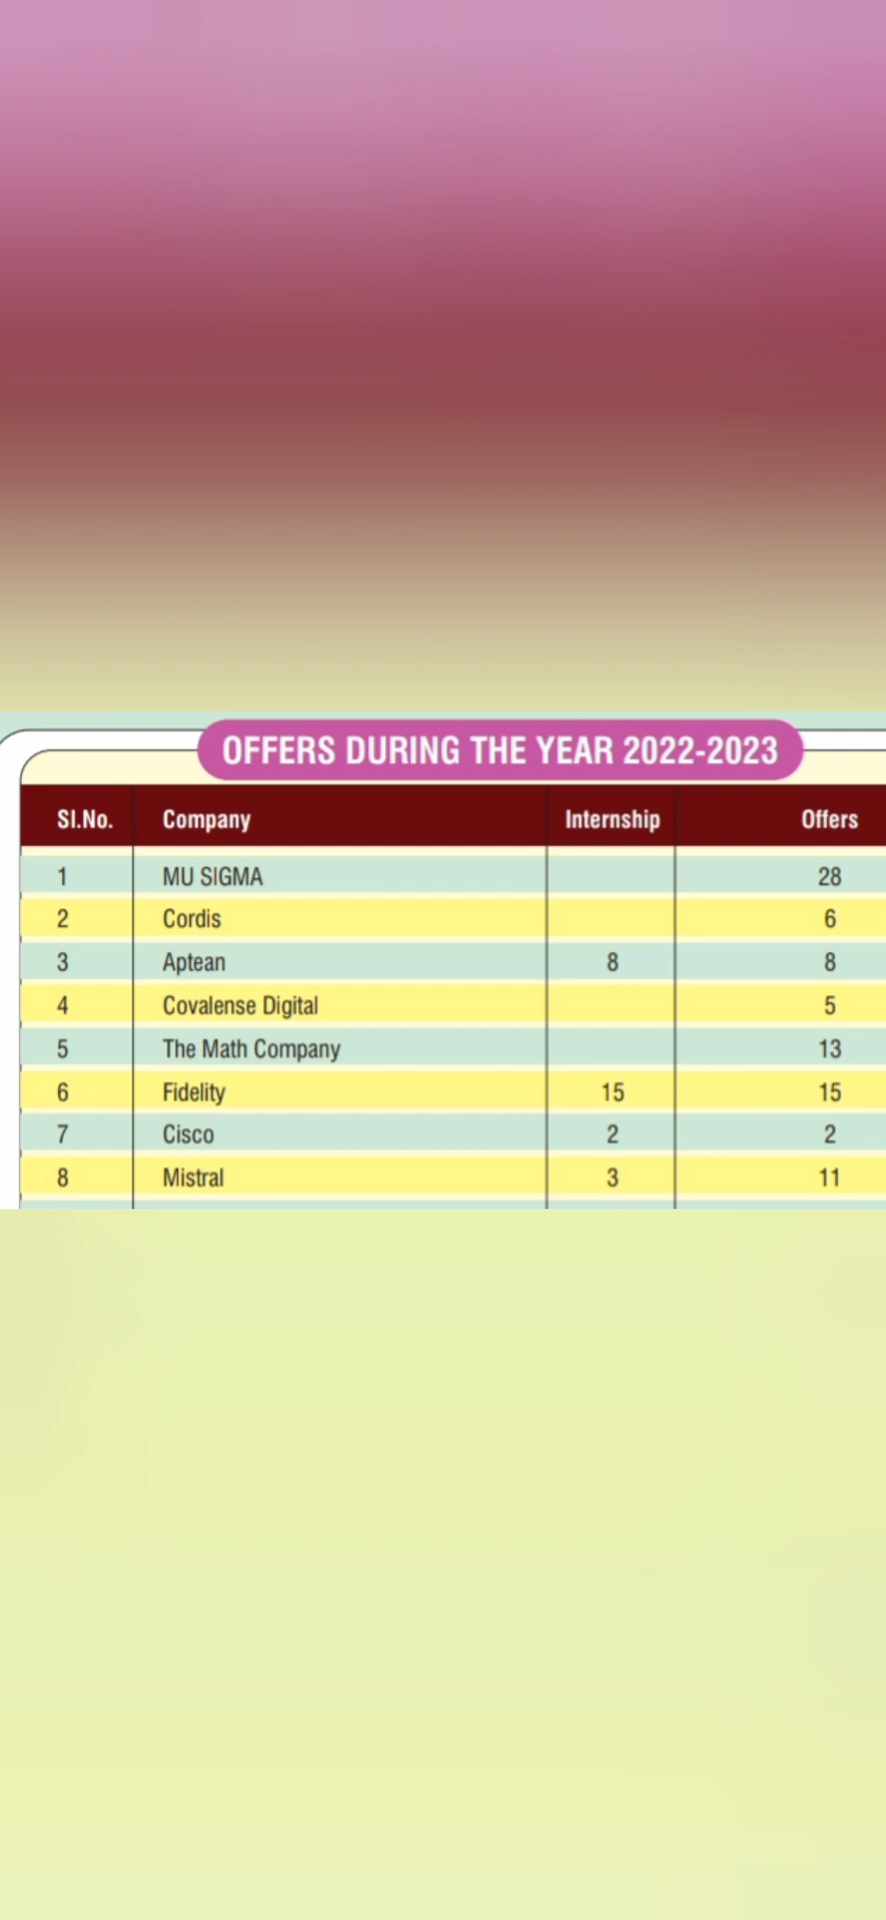 OFFERS DURING THE YEAR 2022-2023
SI.No. Company Internship Offers
1 MU SIGMA 28
2 Cordis 6
3 Aptean 8 8
4 Covalense Digital 5
5 The Math Company 13
6 Fidelity 15 15
7 Cisco 2 2
8 Mistral 3 11